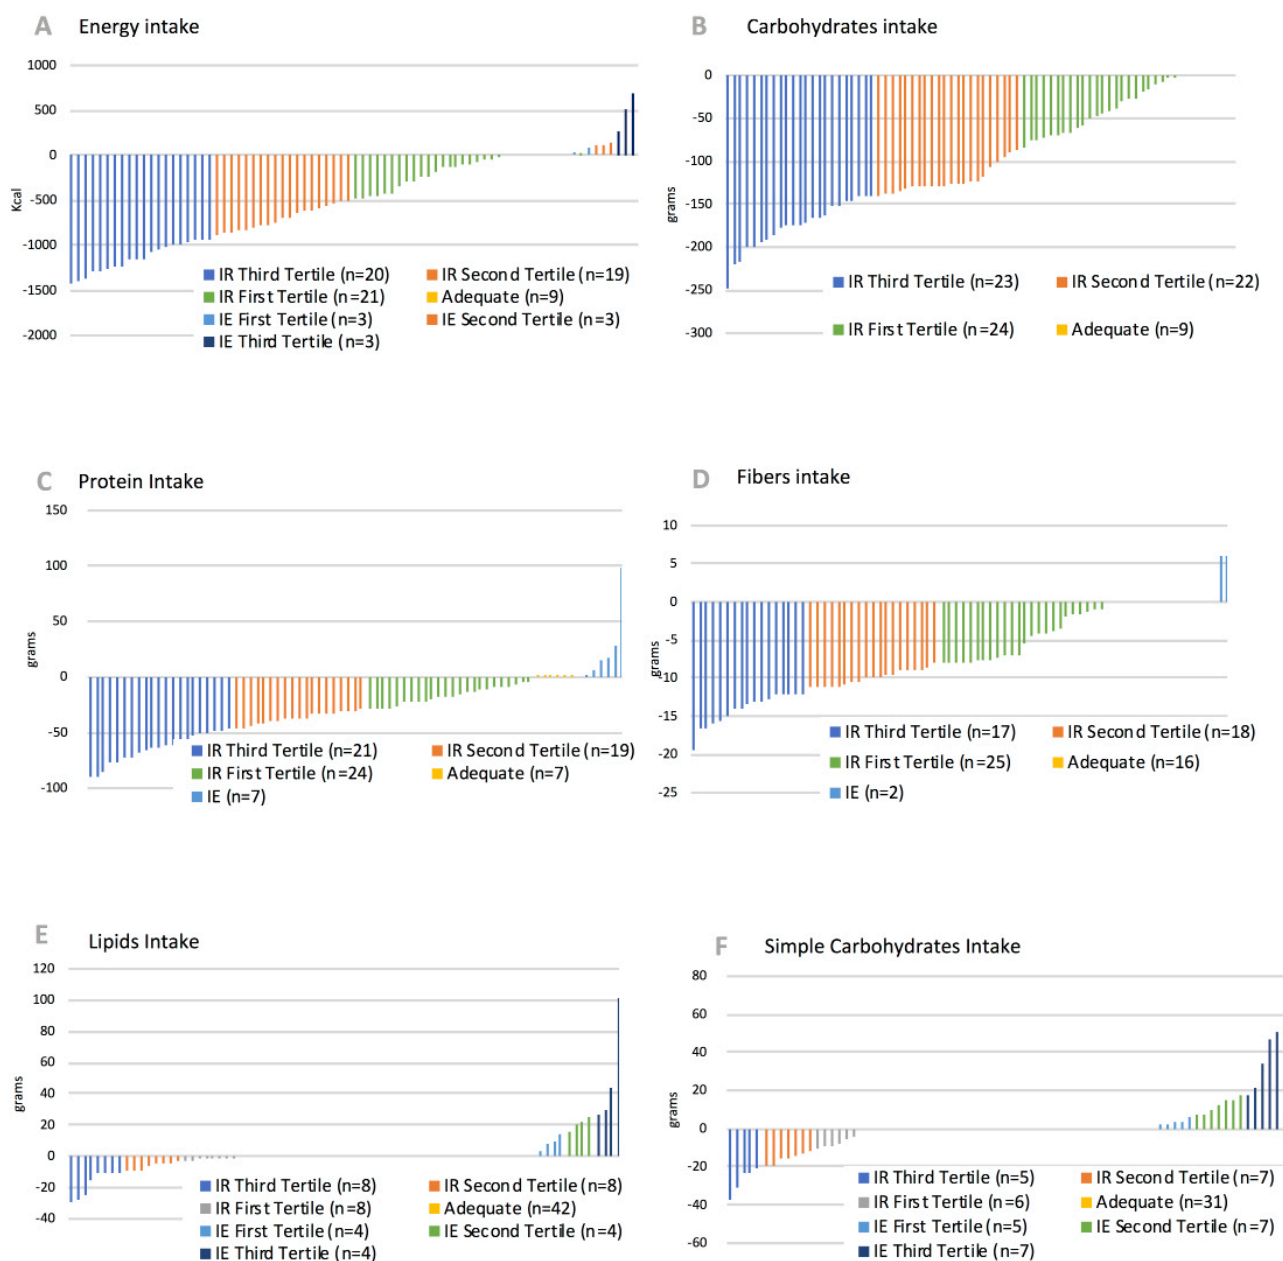 A Energy intake
1000
500
0
-500
-1000
-1500
-2000
Kcal
IR Third Tertile (n=20) IR Second Tertile (n=19)
IR First Tertile (n=21) Adequate (n=9)
IE First Tertile (n=3) IE Second Tertile (n=3)
IE Third Tertile (n=3)
B Carbohydrates intake
0
-50
-100
-150
-200
-250
-300
grams
IR Third Tertile (n=23) IR Second Tertile (n=22)
IR First Tertile (n=24) Adequate (n=9)
C Protein Intake
150
100
50
0
-50
-100
grams
IR Third Tertile (n=21) IR Second Tertile (n=19)
IR First Tertile (n=24) Adequate (n=7)
IE (n=7)
D Fibers intake
10
5
0
-5
-10
-15
-20
-25
grams
IR Third Tertile (n=17) IR Second Tertile (n=18)
IR First Tertile (n=25) Adequate (n=16)
IE (n=2)
E Lipids Intake
120
100
80
60
40
20
0
-20
-40
grams
IR Third Tertile (n=8) IR Second Tertile (n=8)
IR First Tertile (n=8) Adequate (n=42)
IE First Tertile (n=4) IE Second Tertile (n=4)
IE Third Tertile (n=4)
F Simple Carbohydrates Intake
80
60
40
20
0
-20
-40
-60
grams
IR Third Tertile (n=5) IR Second Tertile (n=7)
IR First Tertile (n=6) Adequate (n=31)
IE First Tertile (n=5) IE Second Tertile (n=7)
IE Third Tertile (n=7)